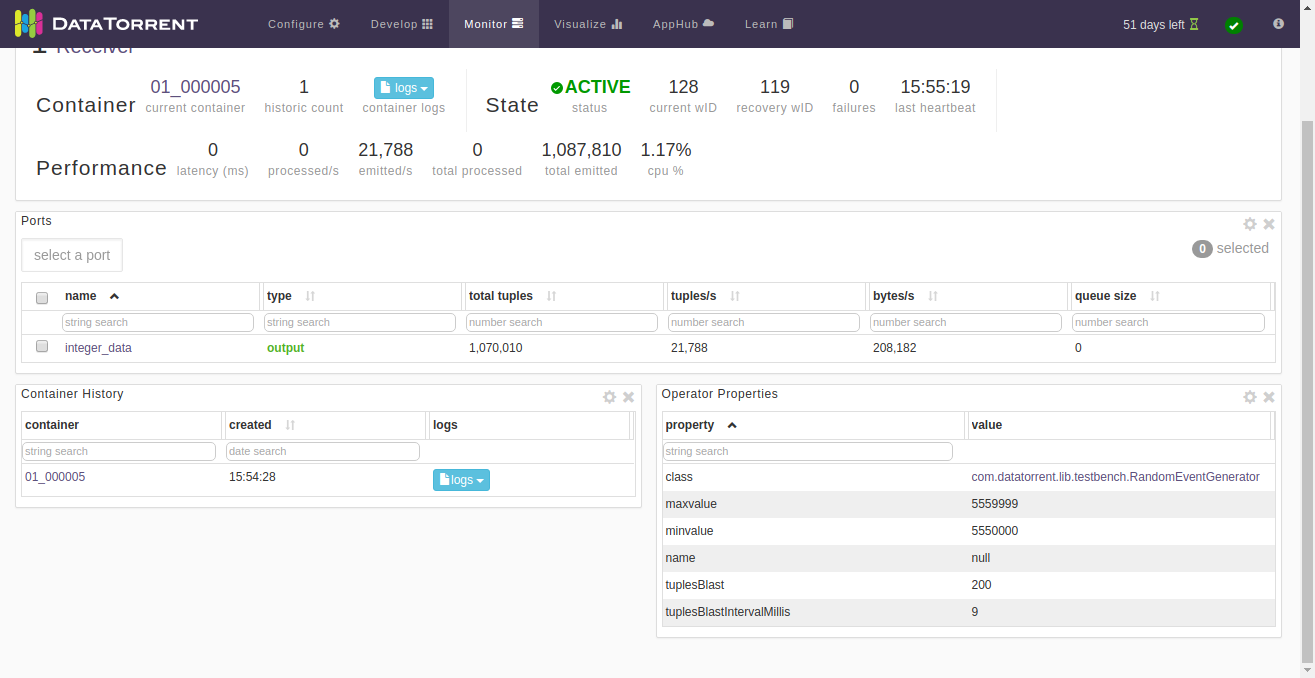 DATATORRENT Configure Develop Monitor Visualize AppHub Learn 51 days left
1 Receiver
Container 01_000005 current container 1 historic count logs container logs State ACTIVE status 128 current wID 119 recovery wID 0 failures 15:55:19 last heartbeat
Performance 0 latency (ms) 0 processed/s 21,788 emitted/s 0 total processed 1,087,810 total emitted 1.17% cpu %
Ports
select a port 0 selected
name type total tuples tuples/s bytes/s queue size
string search string search number search number search number search number search
integer_data output 1,070,010 21,788 208,182 0
Container History
container created logs
string search date search
01_000005 15:54:28 logs
Operator Properties
property value
string search
class com.datatorrent.lib.testbench.RandomEventGenerator
maxvalue 5559999
minvalue 5550000
name null
tuplesBlast 200
tuplesBlastIntervalMillis 9